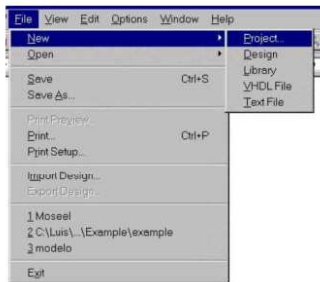 File View Edit Options Window Help
New
Open
Save Ctrl+S
Save As...
Print Preview...
Print... Ctrl+P
Print Setup...
Import Design...
Export Design...
1 Moseel
2 C:\Luis\...\Example\example
3 modelo
Exit
Project...
Design
Library
VHDL File
Text File